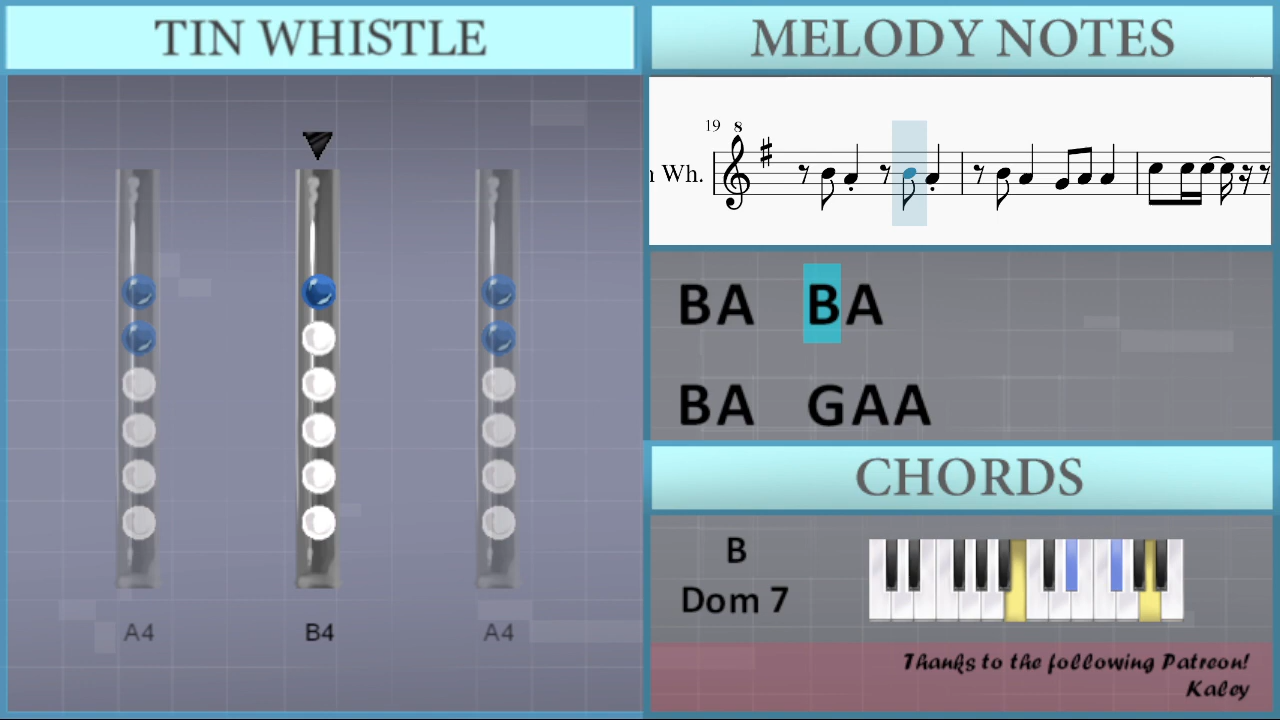 TIN WHISTLE
A4 B4 A4
MELODY NOTES
19 8
Wh.
BA BA
BA GAA
CHORDS
B
Dom 7
Thanks to the following Patreon!
Kaley